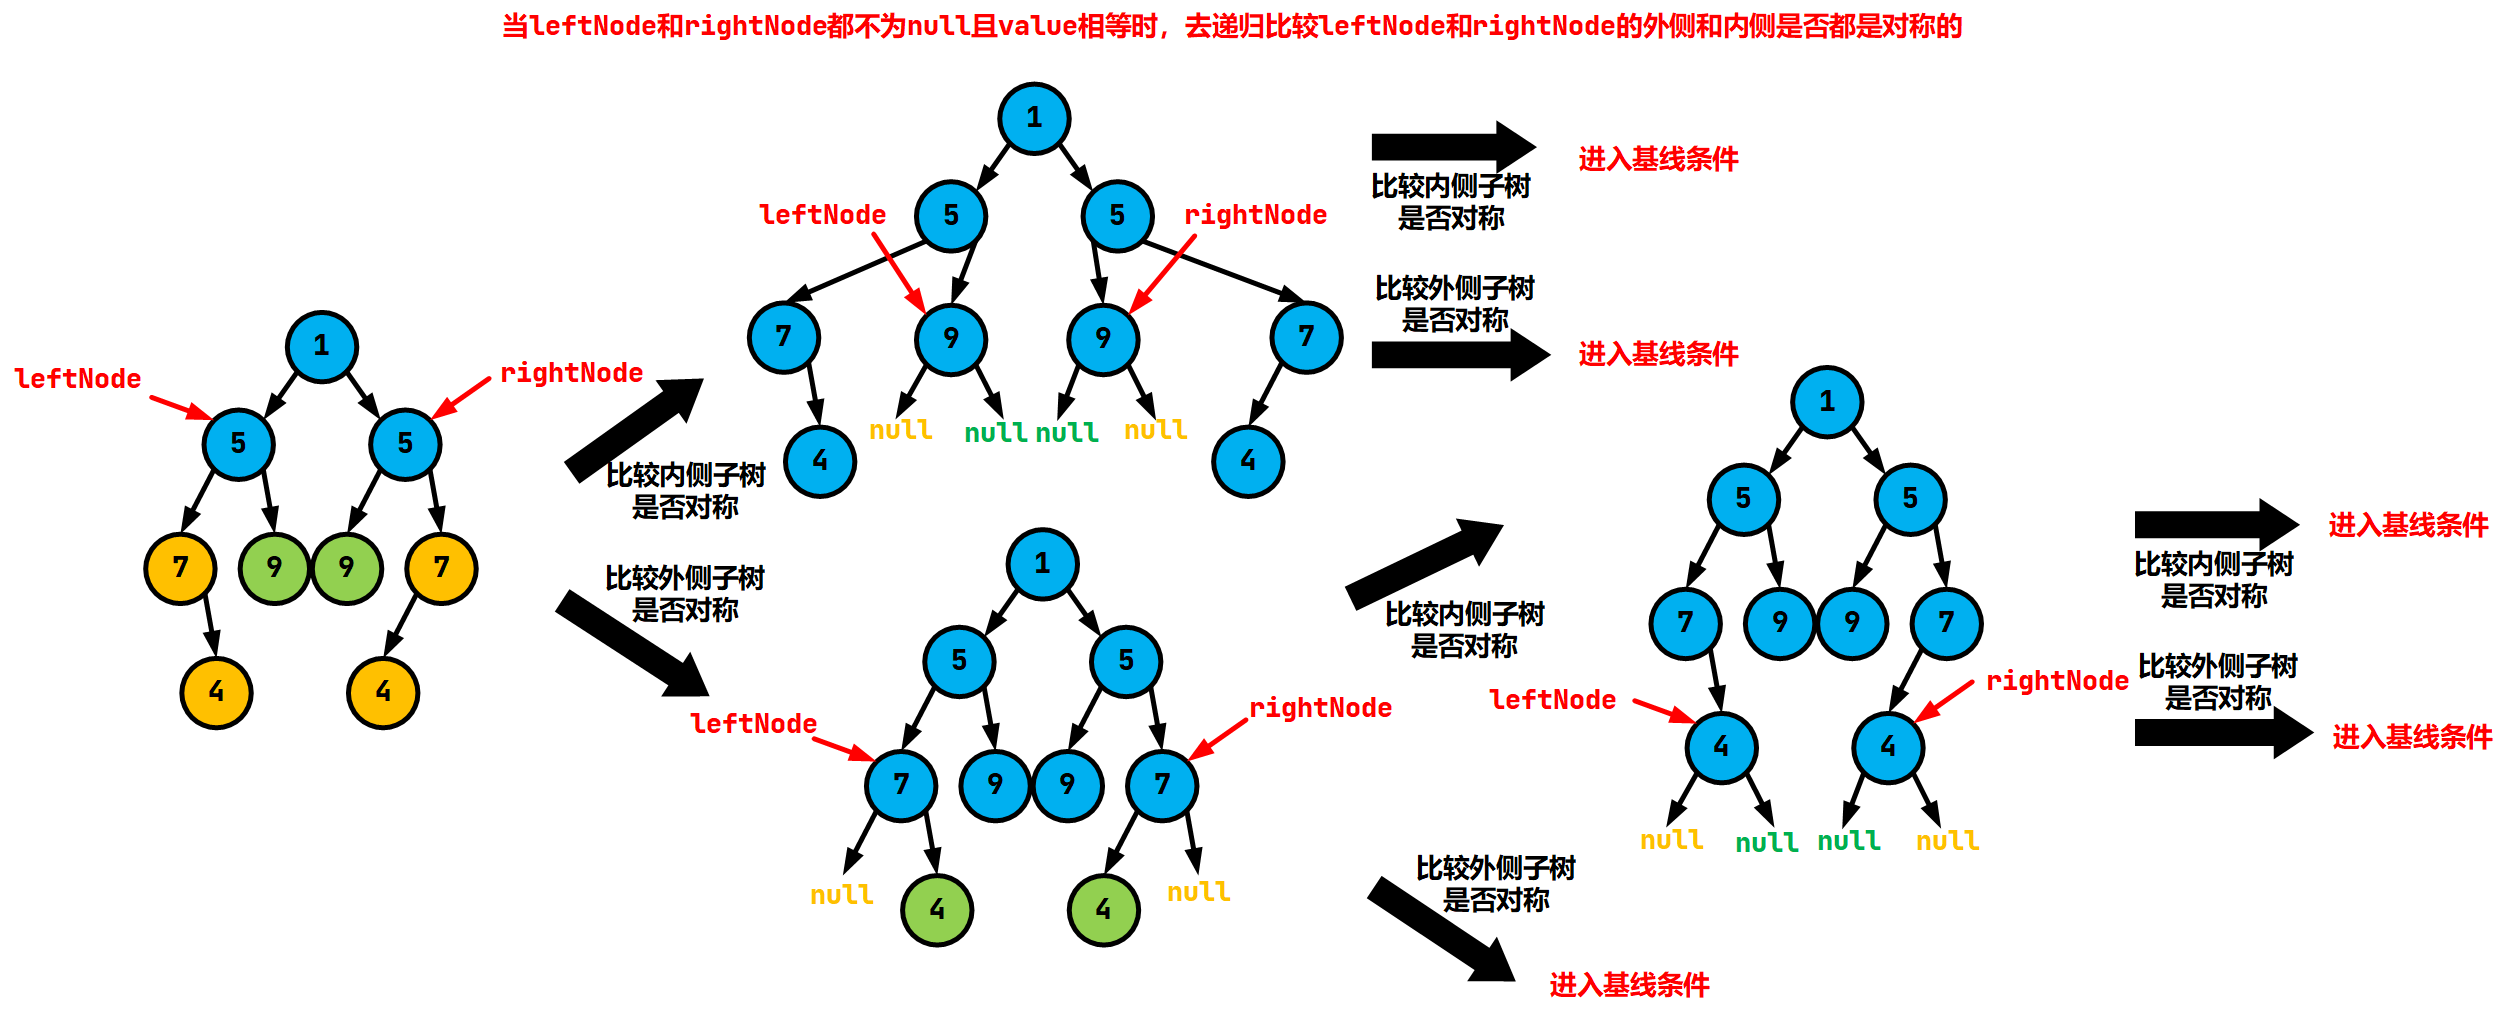 当leftNode和rightNode都不为null且value相等时，去递归比较leftNode和rightNode的外侧和内侧是否都是对称的
leftNode
rightNode
1
5
5
7
9
9
7
4
4
比较内侧子树
是否对称
比较外侧子树
是否对称
1
leftNode
5
5
rightNode
7
9
9
7
null
null
null
null
4
4
比较内侧子树
是否对称
进入基线条件
比较外侧子树
是否对称
进入基线条件
1
5
5
leftNode
rightNode
7
9
9
7
null
4
4
null
比较内侧子树
是否对称
比较外侧子树
是否对称
进入基线条件
1
5
5
7
9
9
7
leftNode
rightNode
4
4
null
null
null
null
比较内侧子树
是否对称
进入基线条件
比较外侧子树
是否对称
进入基线条件